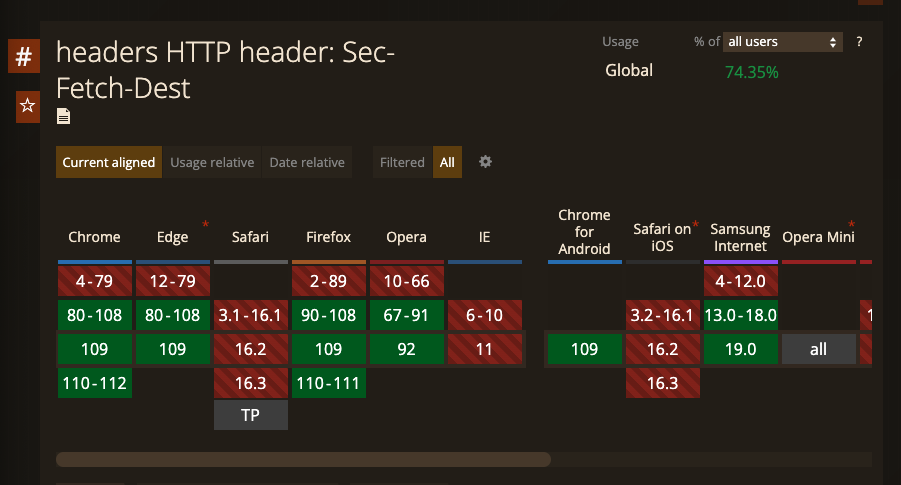 #
headers HTTP header: Sec-
Fetch-Dest
Usage
% of all users
?
Global
74.35%
Current aligned
Usage relative
Date relative
Filtered
All
Chrome
Edge *
Safari
Firefox
Opera
IE
Chrome
for
Android
Safari on *
iOS
Samsung
Internet
Opera Mini *
4-79
12-79
2-89
10-66
4-12.0
80-108
80-108
3.1-16.1
90-108
67-91
6-10
3.2-16.1
13.0-18.0
1
109
109
16.2
109
92
11
109
16.2
19.0
all
110-112
16.3
110-111
16.3
TP